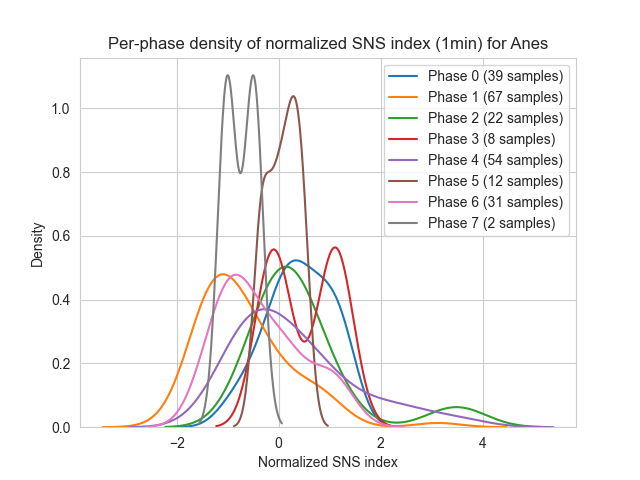 Per-phase density of normalized SNS index (1min) for Anes
Density
1.0
0.8
0.6
0.4
0.2
0.0
−2
0
2
4
Normalized SNS index
Phase 0 (39 samples)
Phase 1 (67 samples)
Phase 2 (22 samples)
Phase 3 (8 samples)
Phase 4 (54 samples)
Phase 5 (12 samples)
Phase 6 (31 samples)
Phase 7 (2 samples)